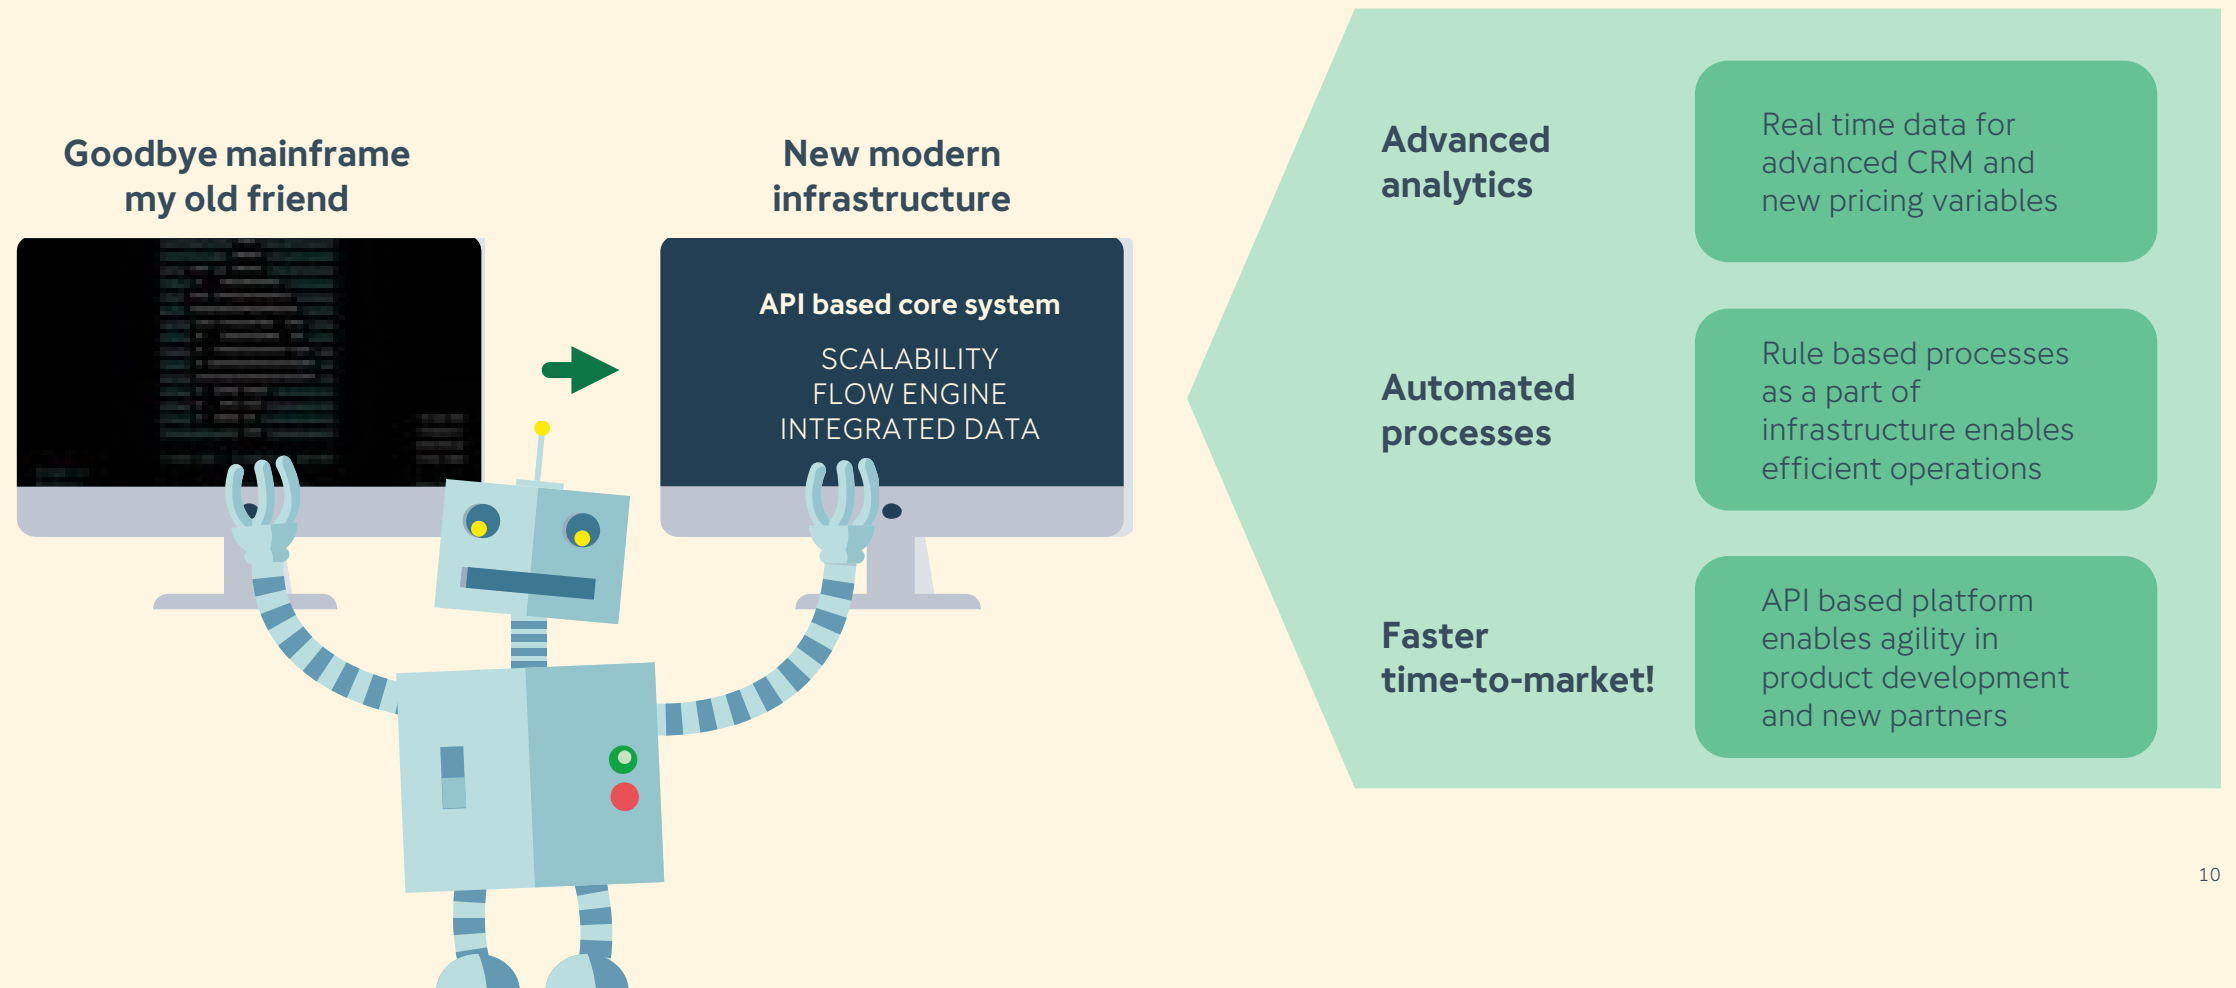 Goodbye mainframe
my old friend
New modern
infrastructure
API based core system
SCALABILITY
FLOW ENGINE
INTEGRATED DATA
Advanced
analytics
Real time data for
advanced CRM and
new pricing variables
Automated
processes
Rule based processes
as a part of
infrastructure enables
efficient operations
Faster
time-to-market!
API based platform
enables agility in
product development
and new partners
10